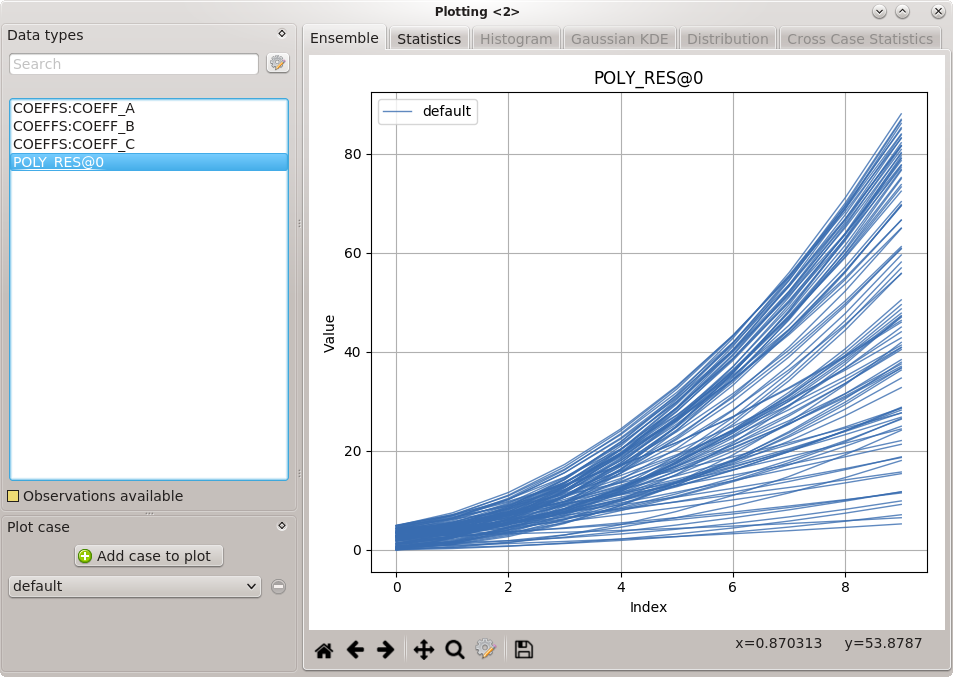 Plotting <2>
Data types
Search
COEFFS:COEFF_A
COEFFS:COEFF_B
COEFFS:COEFF_C
POLY_RES@0
Observations available
Plot case
Add case to plot
default
Ensemble Statistics Histogram Gaussian KDE Distribution Cross Case Statistics
POLY_RES@0
default
80
60
40
20
0
Value
0 2 4 6 8
Index
x=0.870313 y=53.8787